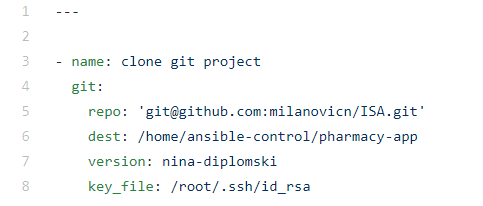 1 ---
2
3 - name: clone git project
4   git:
5     repo: 'git@github.com:milanovicn/ISA.git'
6     dest: /home/ansible-control/pharmacy-app
7     version: nina-diplomski
8     key_file: /root/.ssh/id_rsa